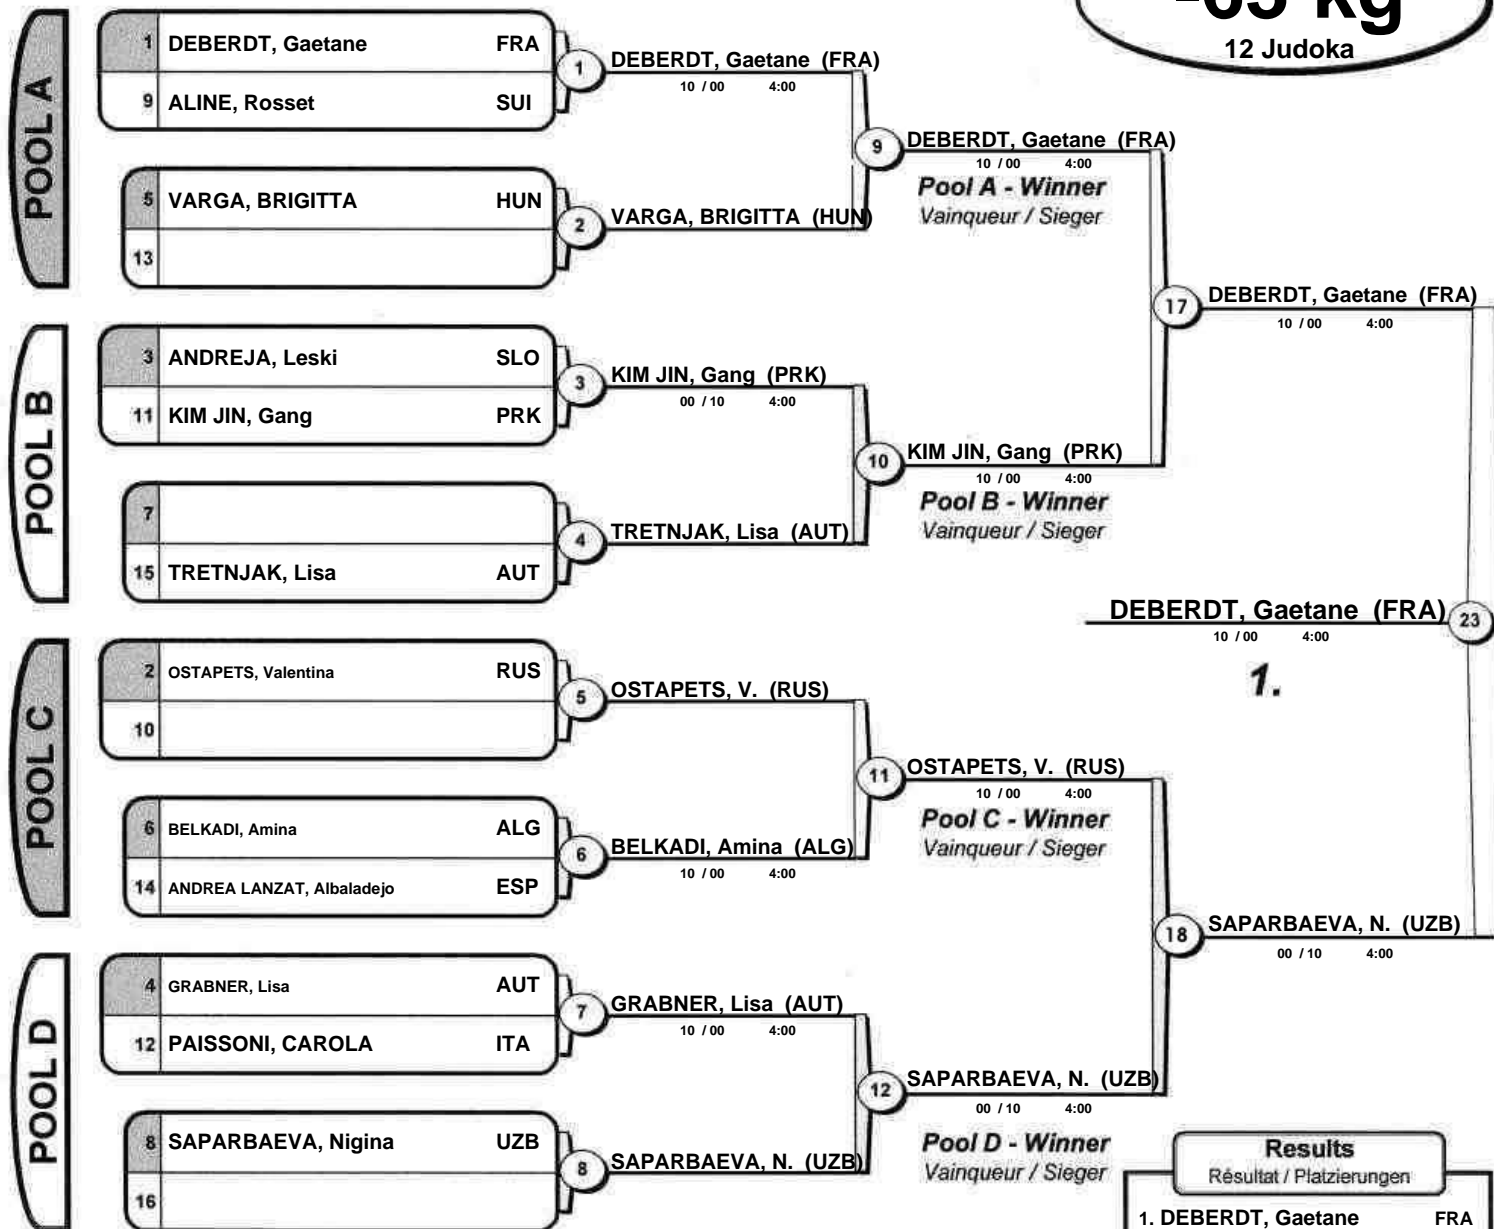 -63 kg
12 Judoka
POOL A
1 DEBERDT, Gaetane FRA
9 ALINE, Rosset SUI
5 VARGA, BRIGITTA HUN
13
1 DEBERDT, Gaetane (FRA)
10 / 00 4:00
2 VARGA, BRIGITTA (HUN)
9 DEBERDT, Gaetane (FRA)
10 / 00 4:00
Pool A - Winner
Vainqueur / Sieger
POOL B
3 ANDREJA, Leski SLO
11 KIM JIN, Gang PRK
7
15 TRETNJAK, Lisa AUT
3 KIM JIN, Gang (PRK)
00 / 10 4:00
4 TRETNJAK, Lisa (AUT)
10 KIM JIN, Gang (PRK)
10 / 00 4:00
Pool B - Winner
Vainqueur / Sieger
17 DEBERDT, Gaetane (FRA)
10 / 00 4:00
DEBERDT, Gaetane (FRA) 23
10 / 00 4:00
1.
POOL C
2 OSTAPETS, Valentina RUS
10
6 BELKADI, Amina ALG
14 ANDREA LANZAT, Albaladejo ESP
5 OSTAPETS, V. (RUS)
6 BELKADI, Amina (ALG)
10 / 00 4:00
11 OSTAPETS, V. (RUS)
10 / 00 4:00
Pool C - Winner
Vainqueur / Sieger
POOL D
4 GRABNER, Lisa AUT
12 PAISSONI, CAROLA ITA
8 SAPARBAEVA, Nigina UZB
16
7 GRABNER, Lisa (AUT)
10 / 00 4:00
8 SAPARBAEVA, N. (UZB)
12 SAPARBAEVA, N. (UZB)
00 / 10 4:00
Pool D - Winner
Vainqueur / Sieger
18 SAPARBAEVA, N. (UZB)
00 / 10 4:00
Results
Résultat / Platzierungen
1. DEBERDT, Gaetane FRA